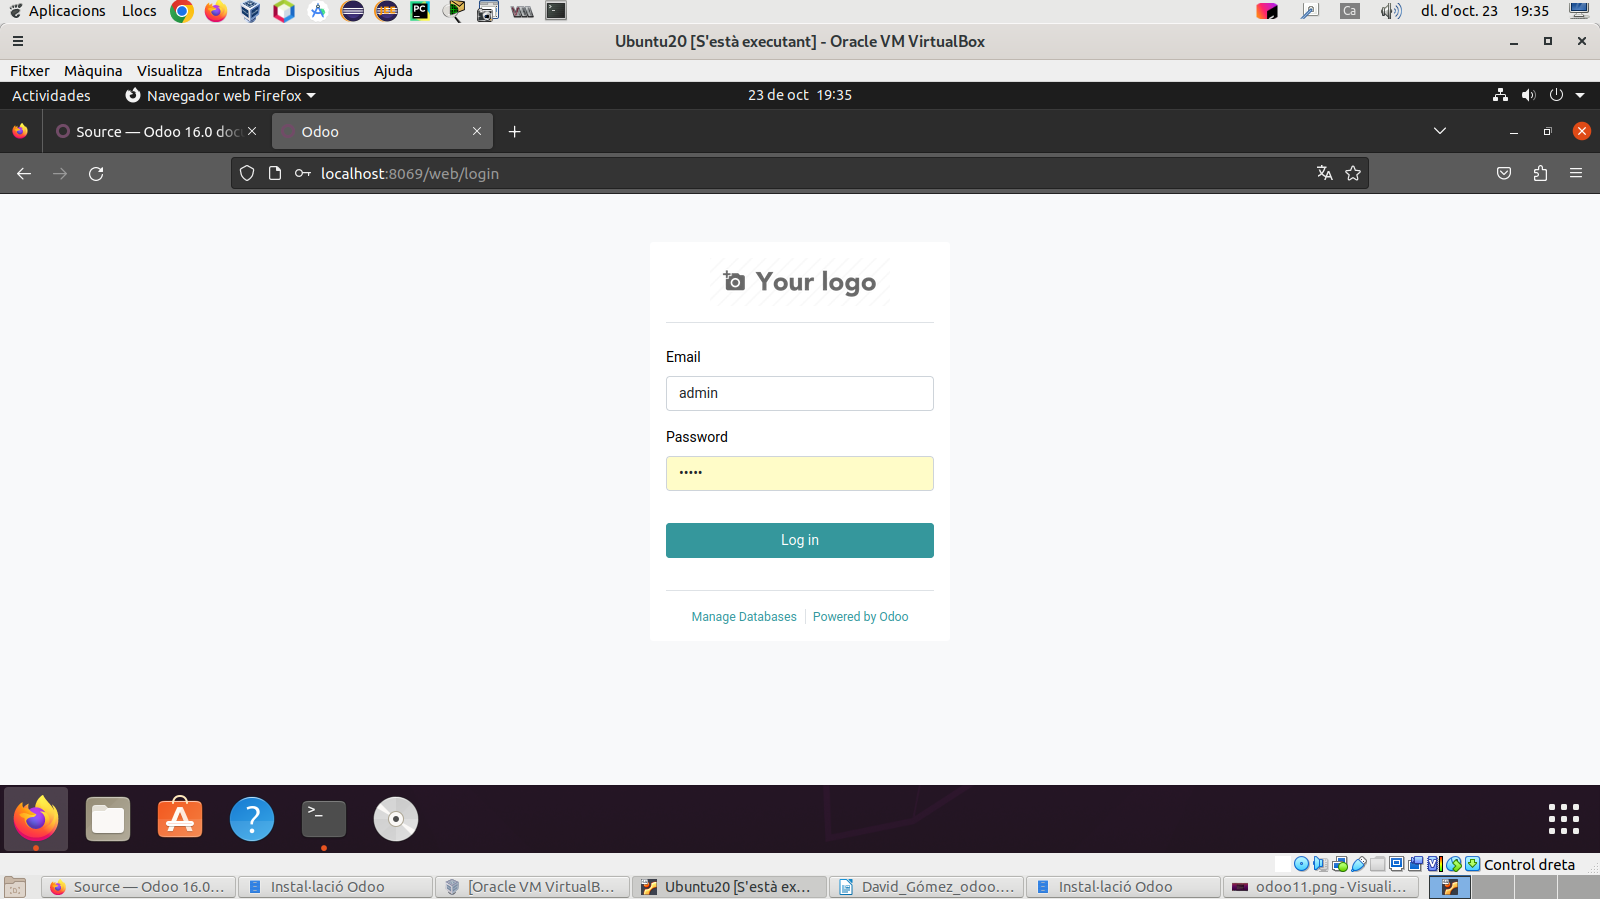 Aplicacions Llocs Ca dl. d'oct. 23 19:35
Ubuntu20 [S'està executant] - Oracle VM VirtualBox
Fitxer Màquina Visualitza Entrada Dispositius Ajuda
Actividades Navegador web Firefox 23 de oct 19:35
Source — Odoo 16.0 doc Odoo
localhost:8069/web/login
Your logo
Email
admin
Password
•••••
Log in
Manage Databases Powered by Odoo
Control dreta
Source — Odoo 16.0... Instal·lació Odoo [Oracle VM VirtualB... Ubuntu20 [S'està ex... David_Gómez_odoo.... Instal·lació Odoo odoo11.png - Visuali...